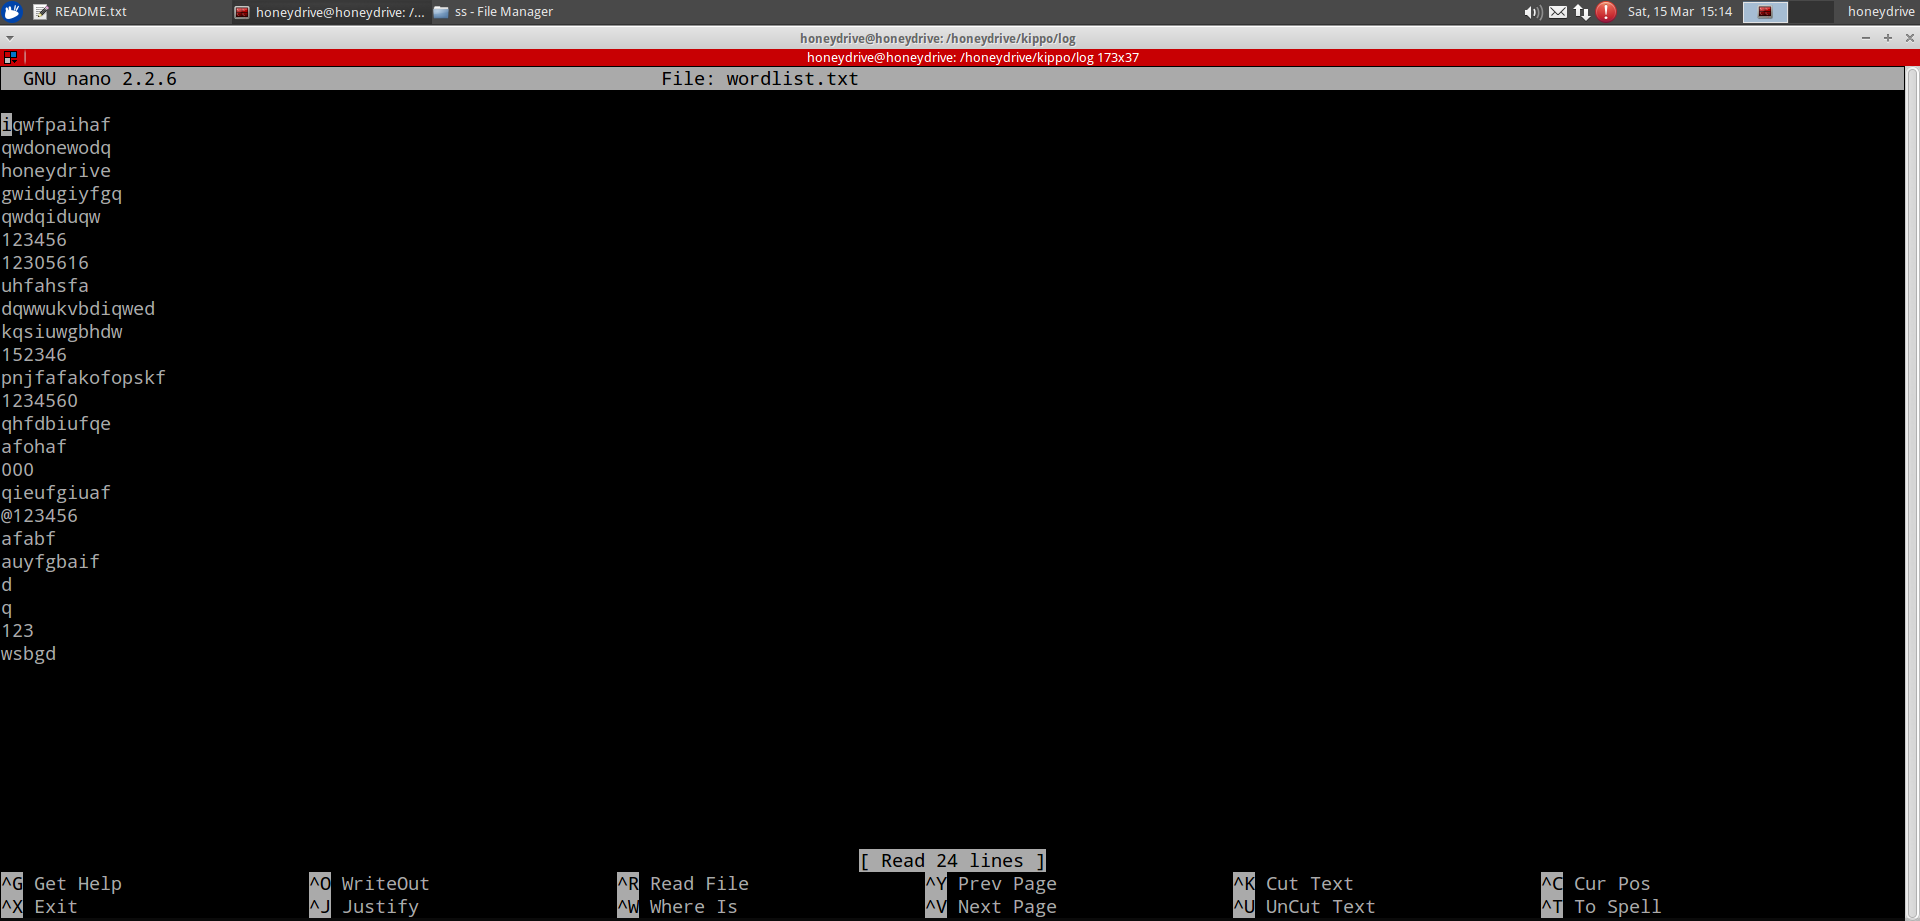 README.txt honeydrive@honeydrive: /... ss - File Manager Sat, 15 Mar 15:14 honeydrive
honeydrive@honeydrive: /honeydrive/kippo/log
honeydrive@honeydrive: /honeydrive/kippo/log 173x37
GNU nano 2.2.6 File: wordlist.txt
iqwfpaihaf
qwdonewodq
honeydrive
gwidugiyfgq
qwdqiduqw
123456
12305616
uhfahsfa
dqwwukvbdiqwed
kqsiuwgbhdw
152346
pnjfafakofopskf
1234560
qhfdbiufqe
afohaf
000
qieufgiuaf
@123456
afabf
auyfgbaif
d
q
123
wsbgd
[ Read 24 lines ]
^G Get Help ^O WriteOut ^R Read File ^Y Prev Page ^K Cut Text ^C Cur Pos
^X Exit ^J Justify ^W Where Is ^V Next Page ^U UnCut Text ^T To Spell